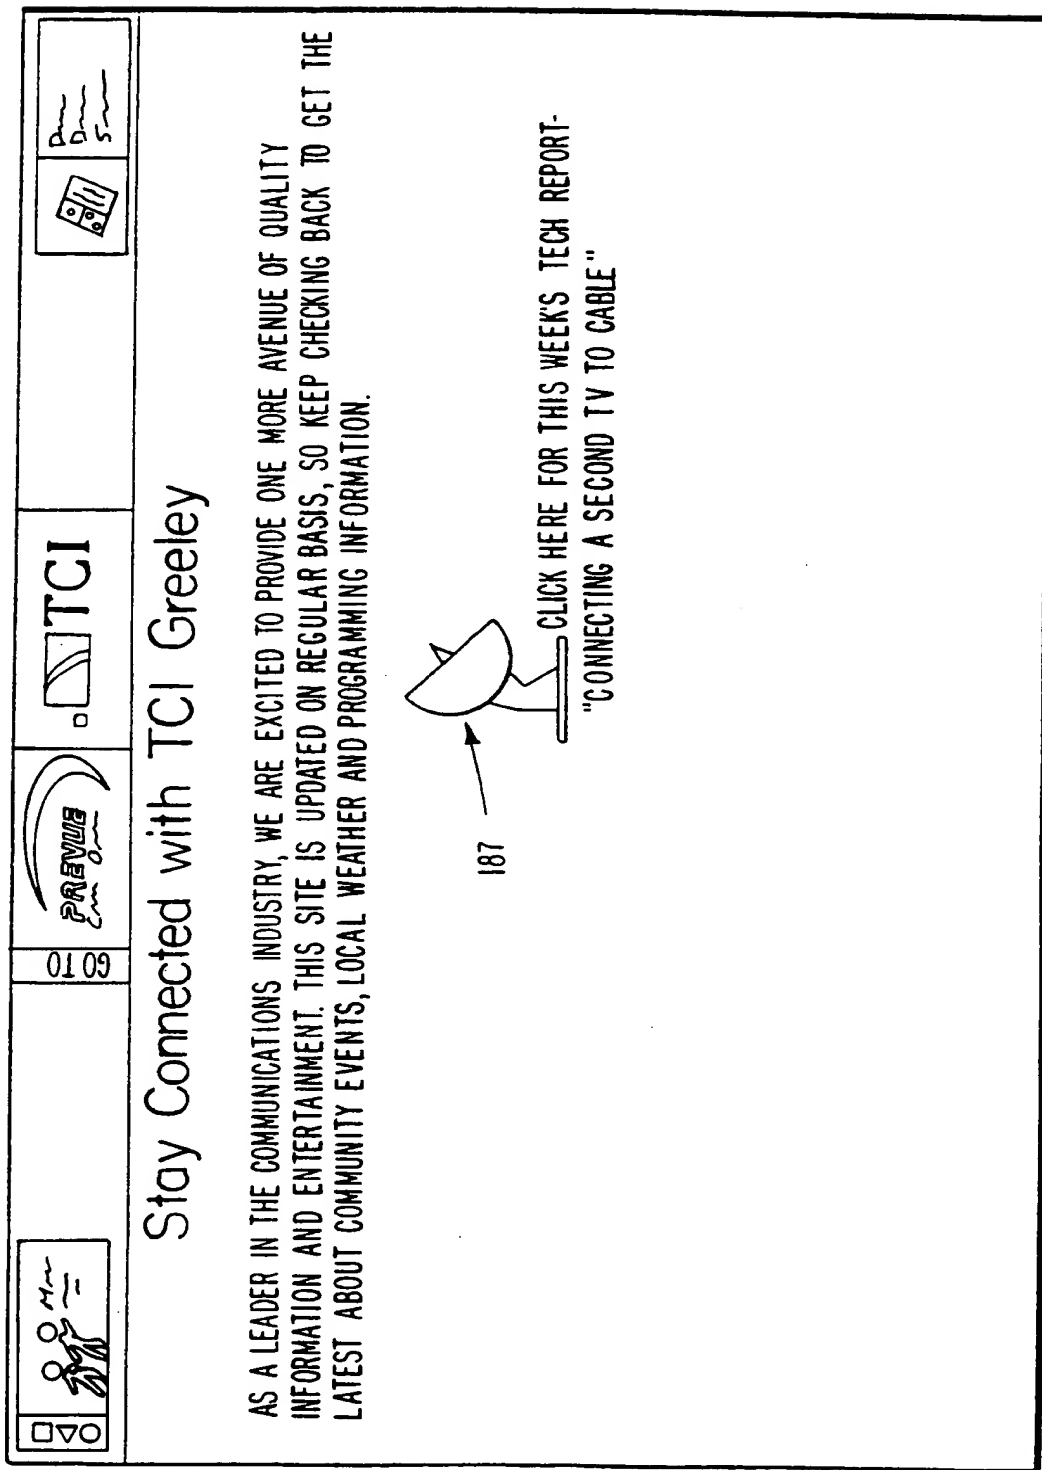 GO TO
PREVUE
TCI
Stay Connected with TCI Greeley
AS A LEADER IN THE COMMUNICATIONS INDUSTRY, WE ARE EXCITED TO PROVIDE ONE MORE AVENUE OF QUALITY
INFORMATION AND ENTERTAINMENT. THIS SITE IS UPDATED ON REGULAR BASIS, SO KEEP CHECKING BACK TO GET THE
LATEST ABOUT COMMUNITY EVENTS, LOCAL WEATHER AND PROGRAMMING INFORMATION.
187
CLICK HERE FOR THIS WEEK'S TECH REPORT-
"CONNECTING A SECOND TV TO CABLE"